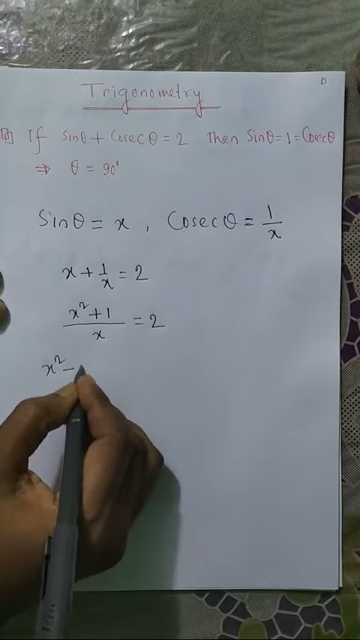 Trigonometry
If Sinθ + Cosecθ = 2 Then Sinθ = 1 = Cosecθ
⇒ θ = 90°
Sinθ = x , Cosecθ = 1/x
x + 1/x = 2
x² + 1 / x = 2
x² -